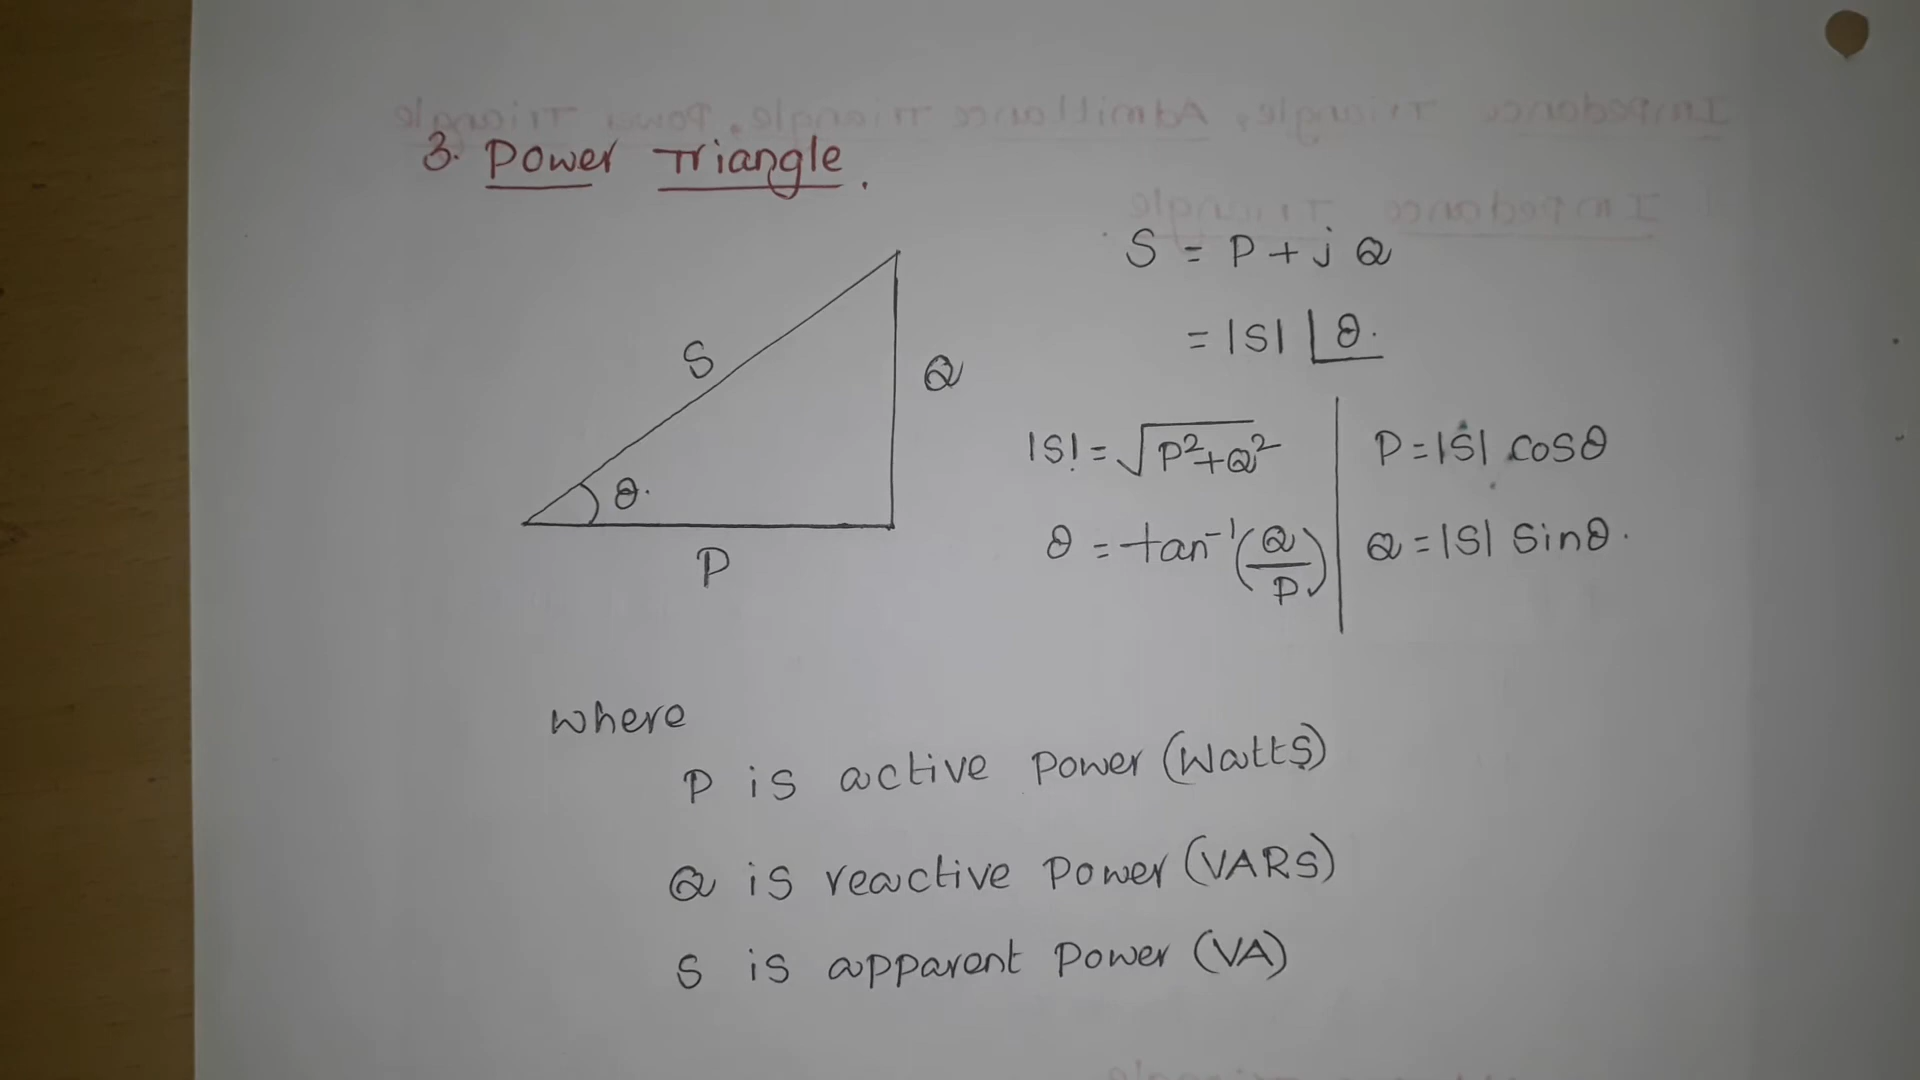 3. Power Triangle.
S = P + j Q
= |S| ∠θ.
S
Q
θ.
P
|S| = √P²+Q²
θ = tan⁻¹(Q/P)
P = |S| cosθ
Q = |S| Sinθ.
where
P is active power (Watts)
Q is reactive Power (VARS)
S is apparent Power (VA)